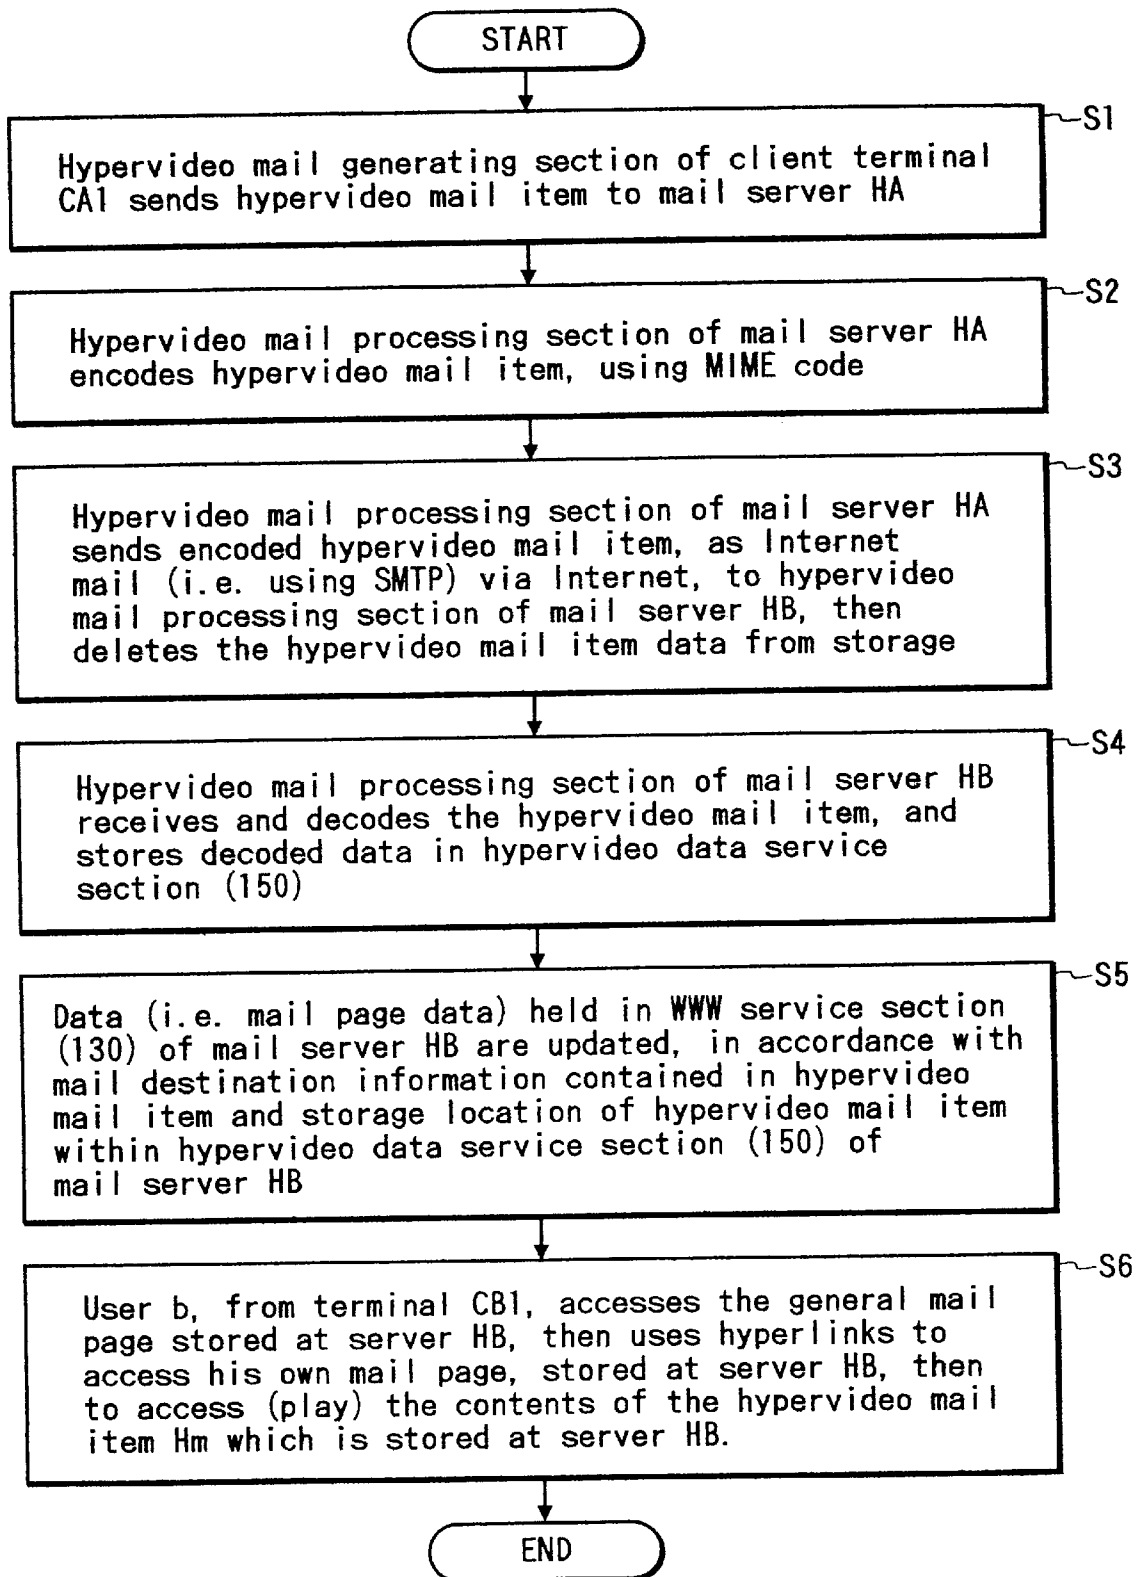 START
S1
Hypervideo mail generating section of client terminal
CA1 sends hypervideo mail item to mail server HA
S2
Hypervideo mail processing section of mail server HA
encodes hypervideo mail item, using MIME code
S3
Hypervideo mail processing section of mail server HA
sends encoded hypervideo mail item, as Internet
mail (i.e. using SMTP) via Internet, to hypervideo
mail processing section of mail server HB, then
deletes the hypervideo mail item data from storage
S4
Hypervideo mail processing section of mail server HB
receives and decodes the hypervideo mail item, and
stores decoded data in hypervideo data service
section (150)
S5
Data (i.e. mail page data) held in WWW service section
(130) of mail server HB are updated, in accordance with
mail destination information contained in hypervideo
mail item and storage location of hypervideo mail item
within hypervideo data service section (150) of
mail server HB
S6
User b, from terminal CB1, accesses the general mail
page stored at server HB, then uses hyperlinks to
access his own mail page, stored at server HB, then
to access (play) the contents of the hypervideo mail
item Hm which is stored at server HB.
END